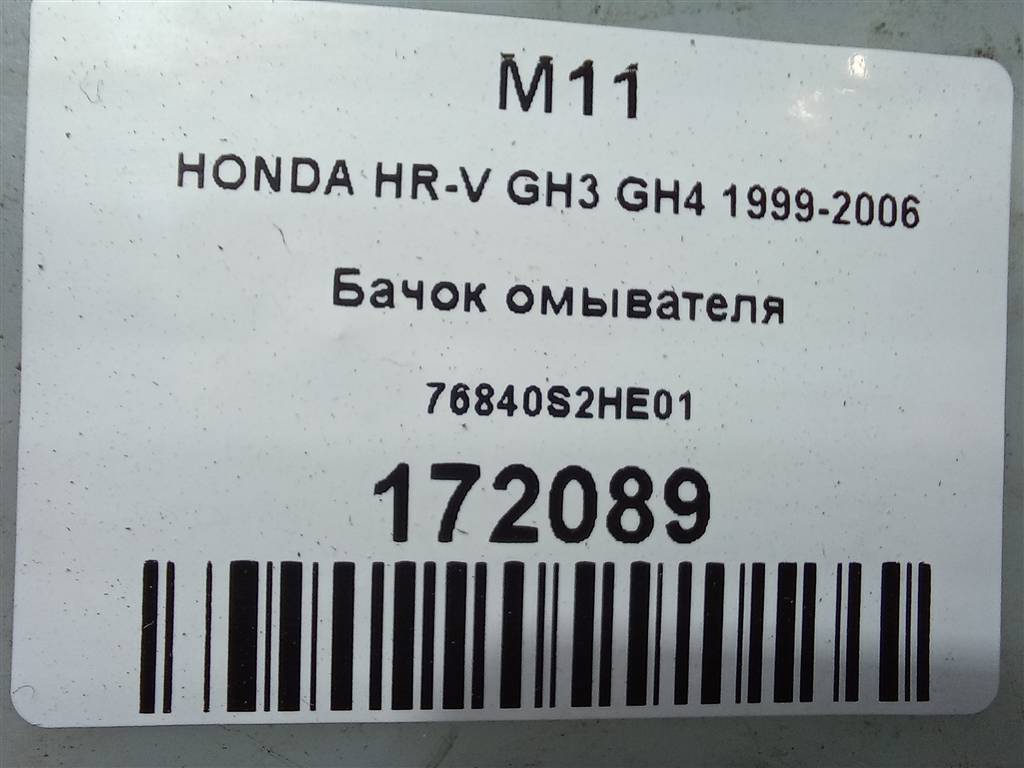 M11
HONDA HR-V GH3 GH4 1999-2006
Бачок омывателя
76840S2HE01
172089